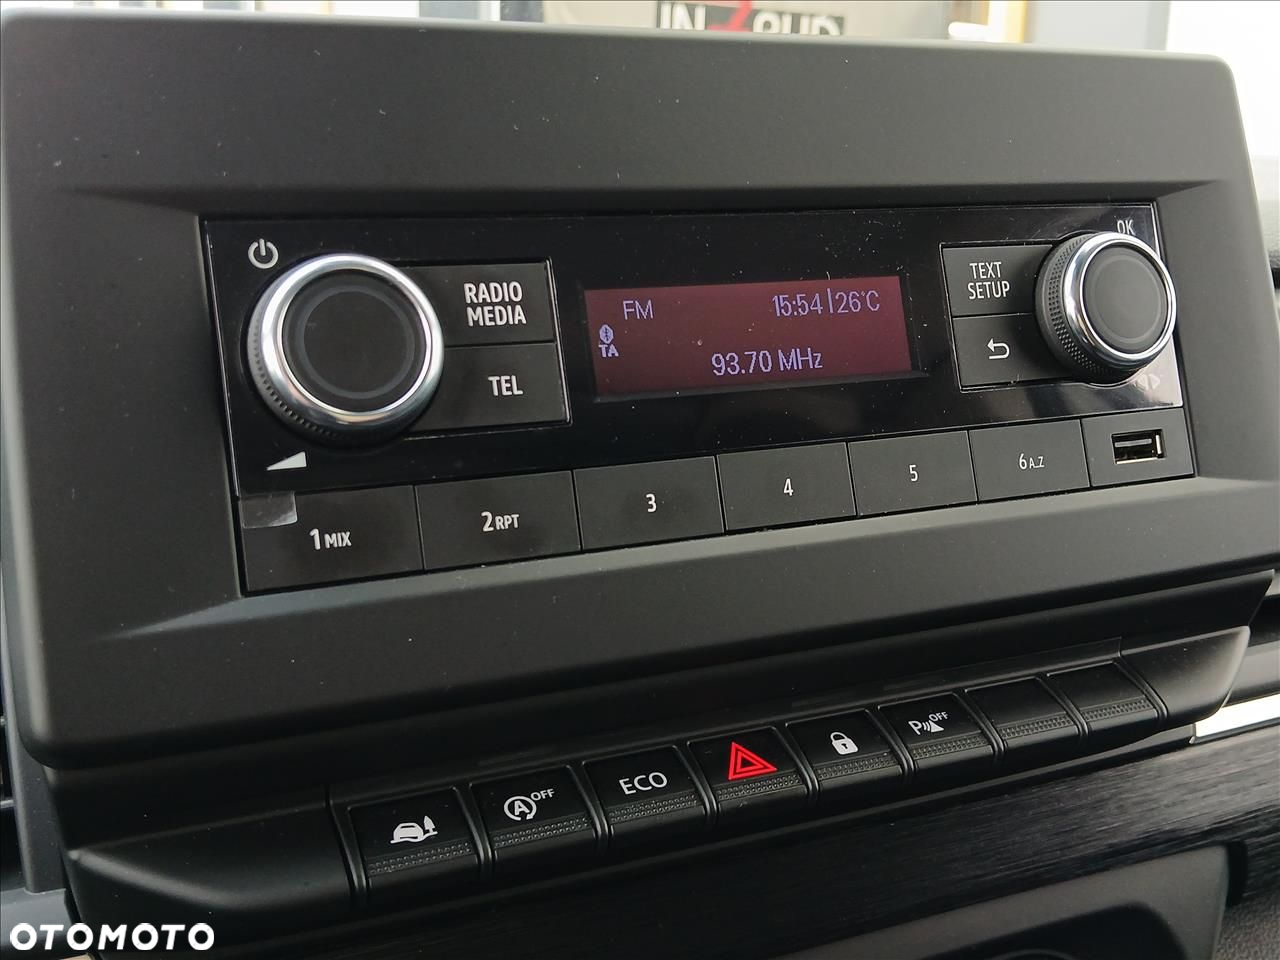 OK
RADIO
MEDIA
TEL
FM
15:54 | 26°C
TA
93.70 MHz
TEXT
SETUP
1 MIX
2 RPT
3
4
5
6 A..Z
A OFF
ECO
P OFF
OTOMOTO